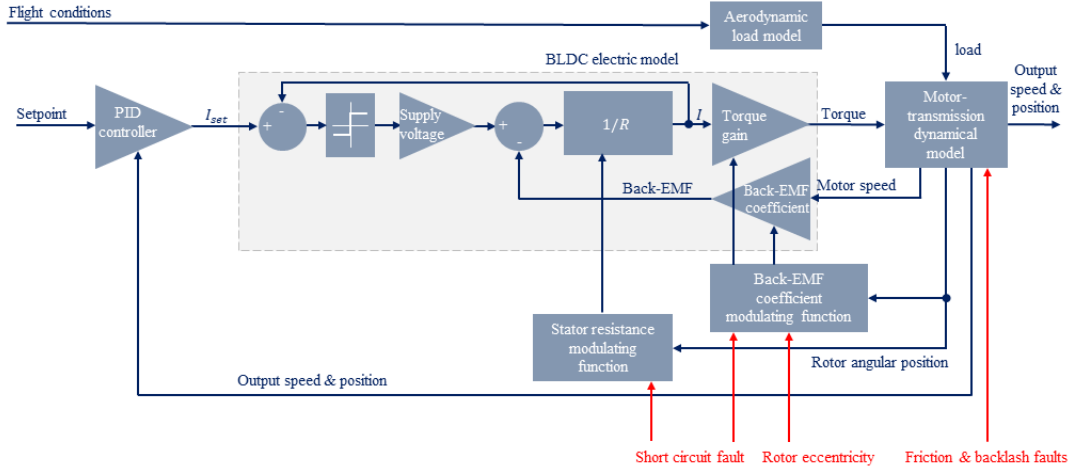 Flight conditions
Aerodynamic
load model
load
BLDC electric model
Output
speed &
position
Setpoint
PID
controller
I_set
-
+
Supply
voltage
+
-
1/R
I
Torque
gain
Torque
Motor-
transmission
dynamical
model
Back-EMF
Back-EMF
coefficient
Motor speed
Back-EMF
coefficient
modulating function
Stator resistance
modulating
function
Rotor angular position
Output speed & position
Short circuit fault
Rotor eccentricity
Friction & backlash faults